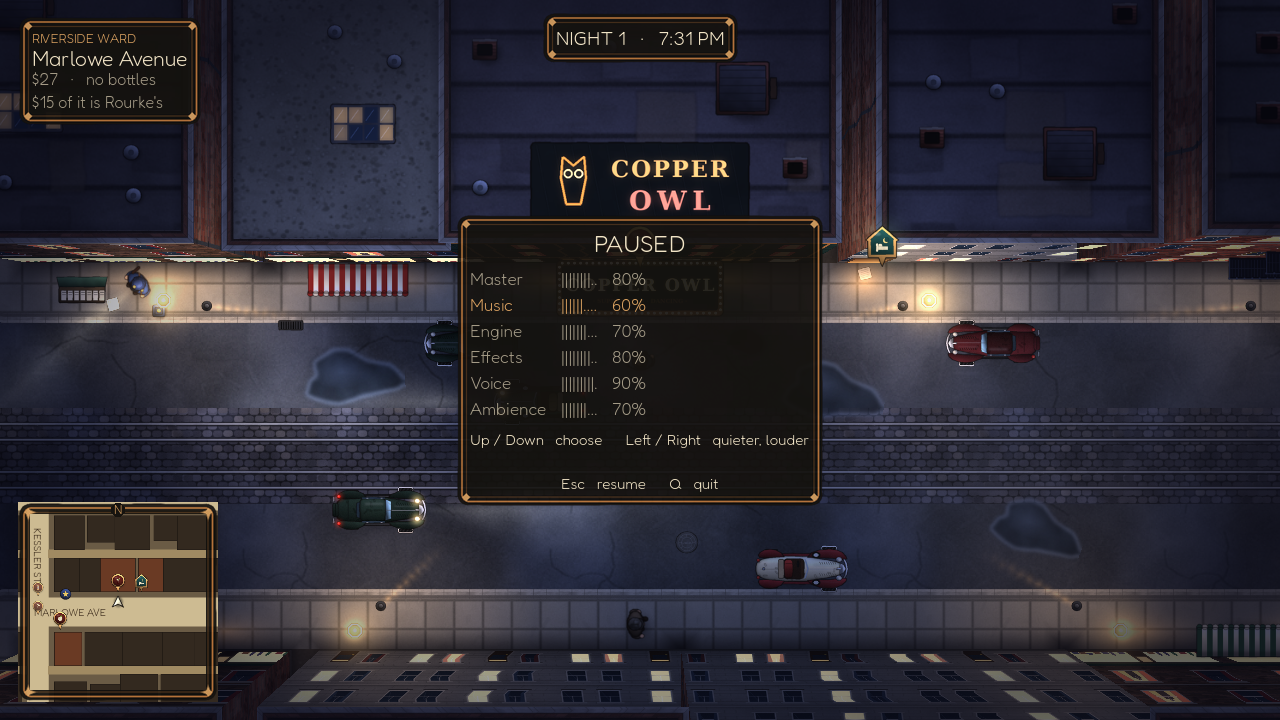 RIVERSIDE WARD
Marlowe Avenue
$27 · no bottles
$15 of it is Rourke's
NIGHT 1 · 7:31 PM
COPPER
OWL
PAUSED
Master ||||||||.. 80%
COPPER OWL
Music ||||||.... 60%
Engine |||||||... 70%
Effects ||||||||.. 80%
Voice |||||||||. 90%
Ambience |||||||... 70%
Up / Down choose Left / Right quieter, louder
Esc resume Q quit
N
KESSLER ST
MARLOWE AVE